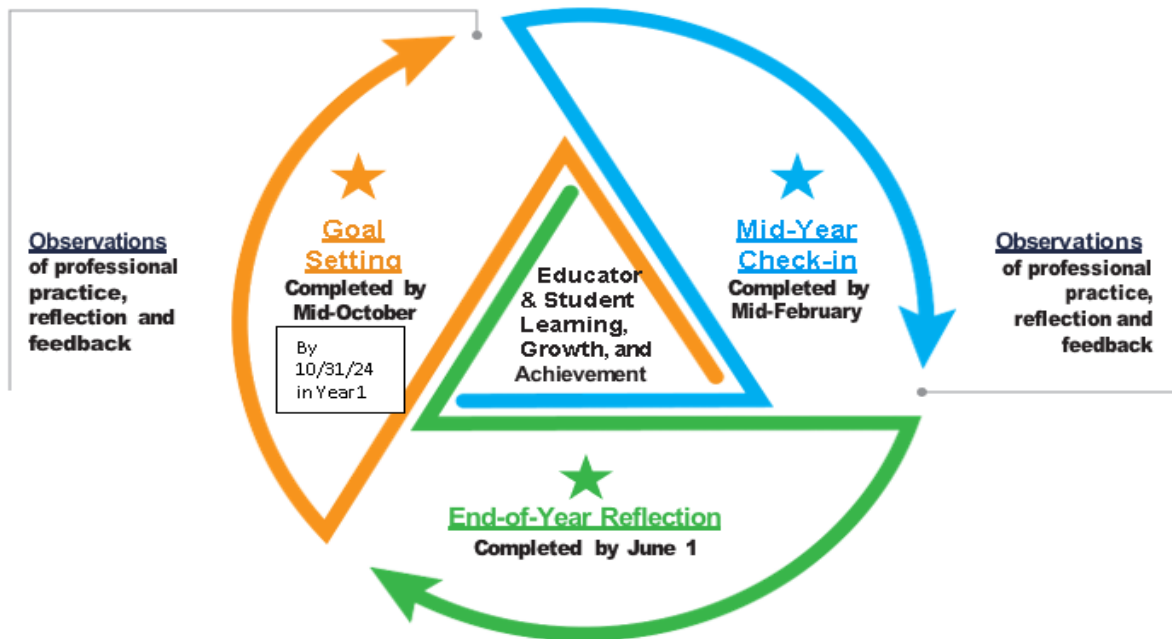 Observations
of professional
practice,
reflection and
feedback
Goal
Setting
Completed by
Mid-October
By
10/31/24
in Year1
Educator
& Student
Learning,
Growth, and
Achievement
Mid-Year
Check-in
Completed by
Mid-February
Observations
of professional
practice,
reflection and
feedback
End-of-Year Reflection
Completed by June 1